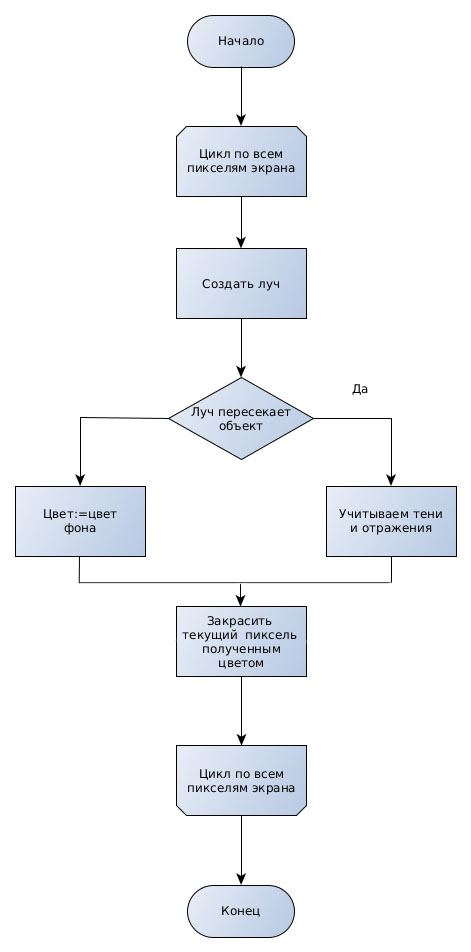 Начало
Цикл по всем
пикселям экрана
Создать луч
Да
Луч пересекает
объект
Цвет:=цвет
фона
Учитываем тени
и отражения
Закрасить
текущий пиксель
полученным
цветом
Цикл по всем
пикселям экрана
Конец